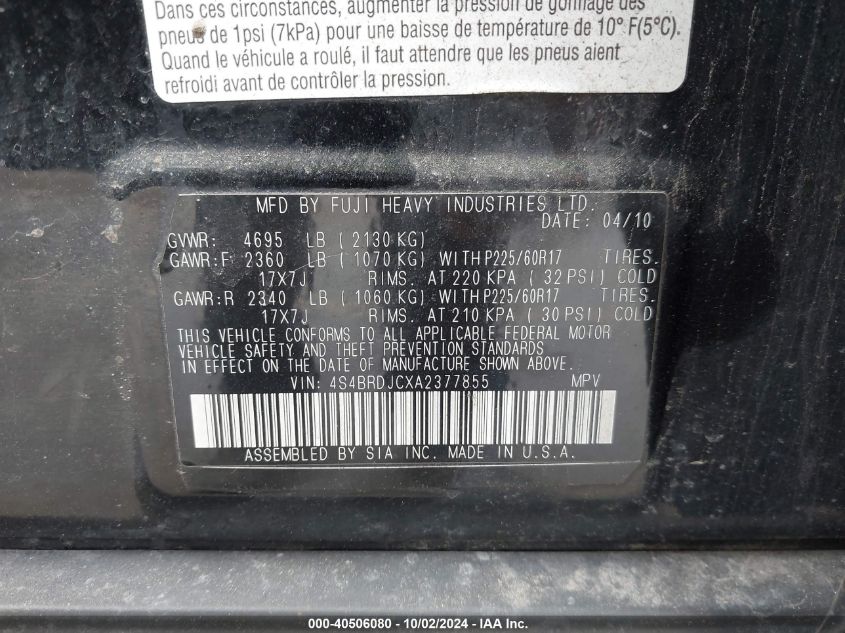 Dans ces circonstances, augmenter la pression de gonflage des
pneus de 1psi (7kPa) pour une baisse de température de 10° F(5°C).
Quand le véhicule a roulé, il faut attendre que les pneus aient
refroidi avant de contrôler la pression.
MFD BY FUJI HEAVY INDUSTRIES LTD.
DATE: 04/10
GVWR: 4695 LB (2130 KG)
GAWR:F 2360 LB (1070 KG) WITH P225/60R17 TIRES.
17X7J RIMS. AT 220 KPA (32 PSI) COLD
GAWR:R 2340 LB (1060 KG) WITH P225/60R17 TIRES.
17X7J RIMS. AT 210 KPA (30 PSI) COLD
THIS VEHICLE CONFORMS TO ALL APPLICABLE FEDERAL MOTOR
VEHICLE SAFETY AND THEFT PREVENTION STANDARDS
IN EFFECT ON THE DATE OF MANUFACTURE SHOWN ABOVE.
VIN: 4S4BRDJCXA2377855 MPV
ASSEMBLED BY SIA INC. MADE IN U.S.A.
000-40506080 - 10/02/2024 - IAA Inc.